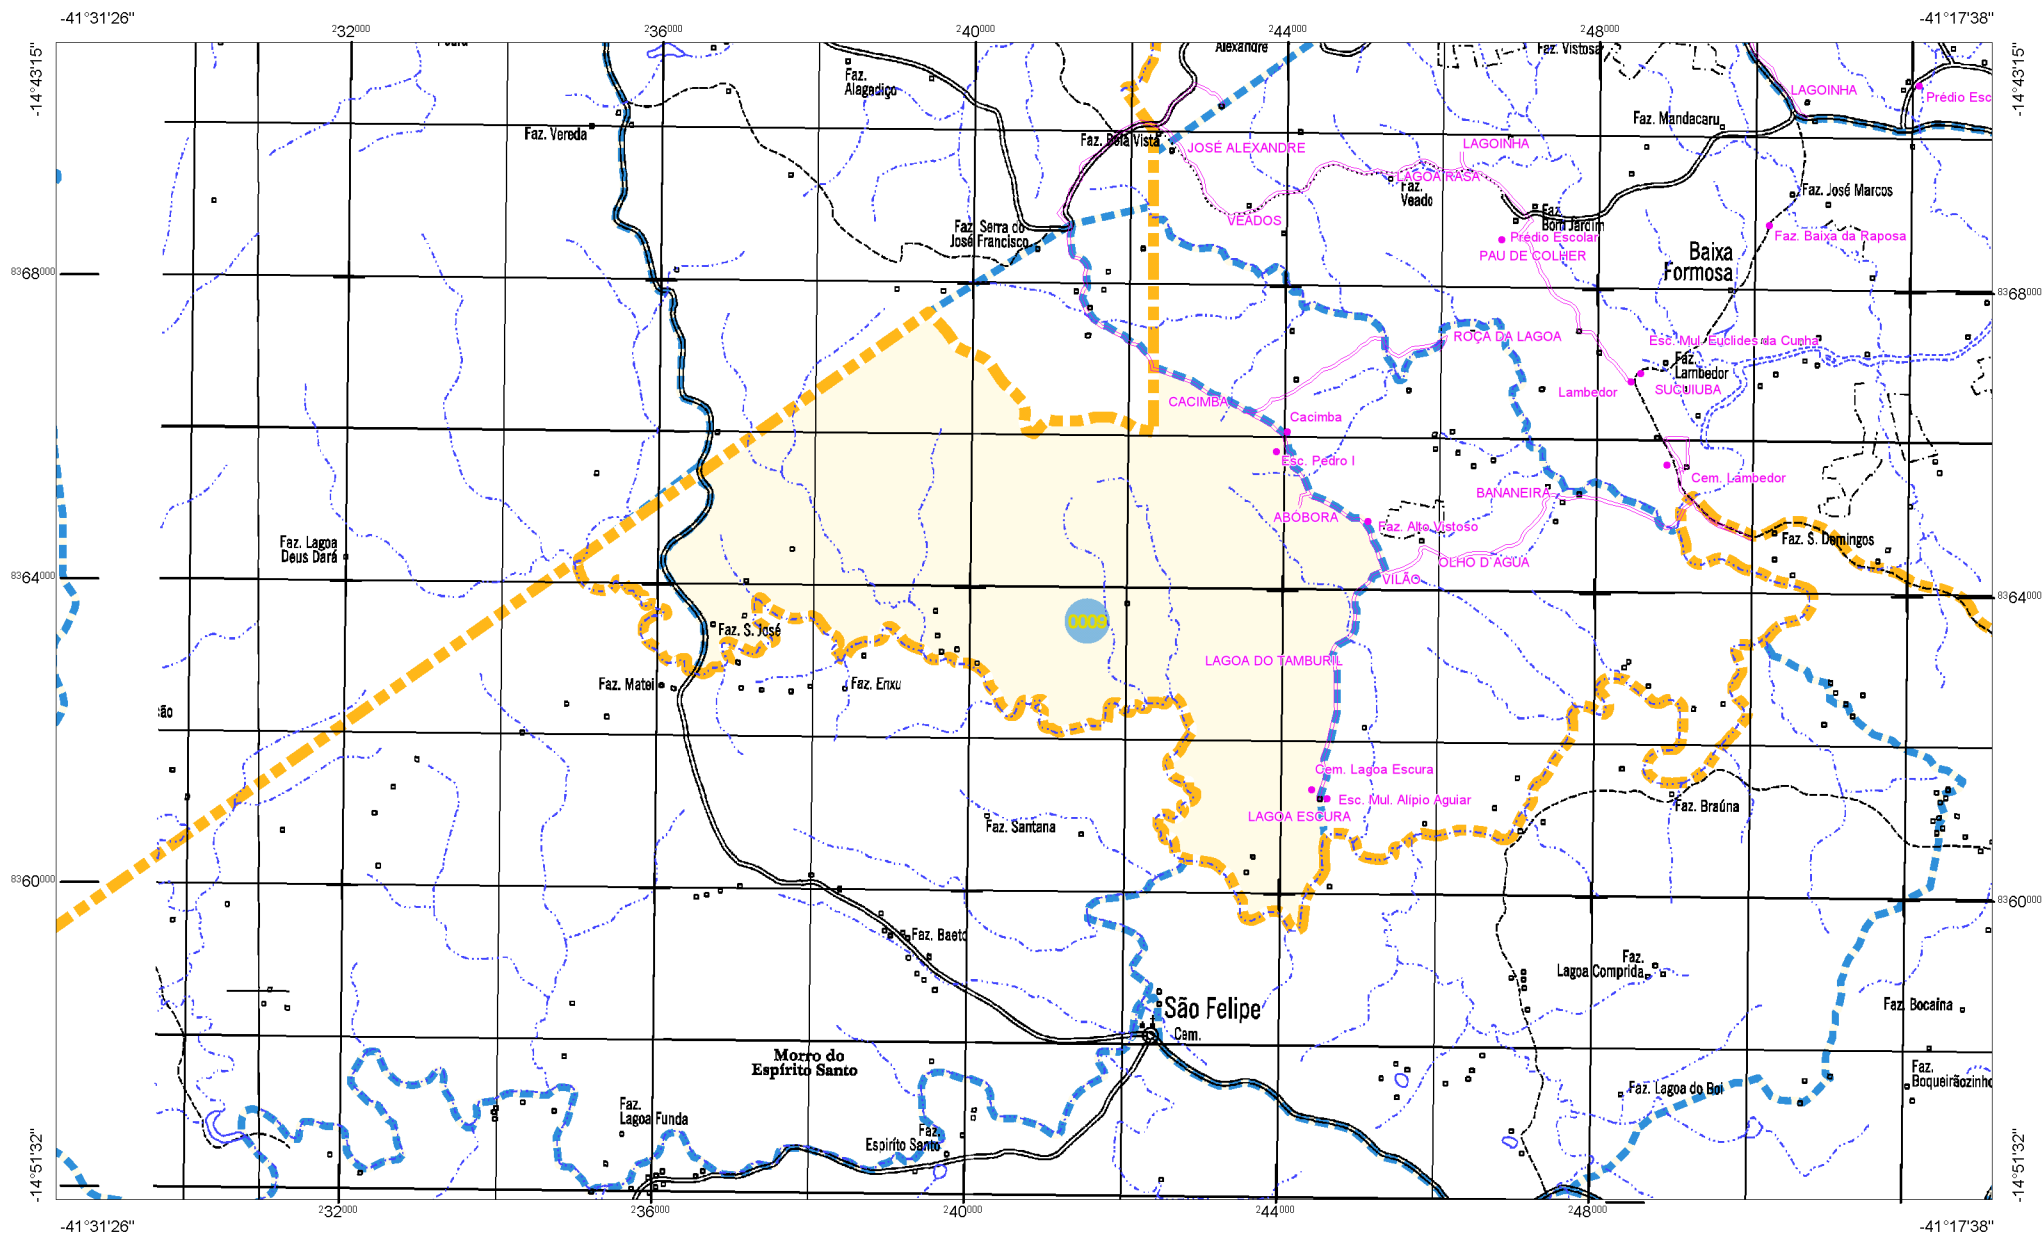 -41°31'26"
-41°17'38"
232000
236000
240000
244000
248000
-14°43'15"
-14°43'15"
Alexandre
Faz. Vistosa
Faz.
Alagadiço
LAGOINHA
Prédio Esc
Faz. Vereda
Faz. Bela Vista
JOSÉ ALEXANDRE
LAGOINHA
Faz. Mandacaru
LAGOA RASA
Faz.
Veado
Faz. José Marcos
VEADOS
Faz.
Bom Jardim
Faz. Serra do
José Francisco
Prédio Escolar
PAU DE COLHER
Faz. Baixa da Raposa
Baixa
Formosa
8368000
8368000
ROÇA DA LAGOA
Esc. Mul. Euclides da Cunha
Faz.
Lambedor
Lambedor
SUCUIUBA
CACIMBA
Cacimba
Esc. Pedro I
Cem. Lambedor
BANANEIRA
ABÓBORA
Faz. Alto Vistoso
Faz. S. Domingos
Faz. Lagoa
Deus Dará
OLHO D ÁGUA
VILÃO
8364000
8364000
0009
Faz. S. José
LAGOA DO TAMBURIL
Faz. Matei
Faz. Enxu
ão
Cem. Lagoa Escura
Esc. Mul. Alípio Aguiar
LAGOA ESCURA
Faz. Braúna
Faz. Santana
8360000
8360000
Faz. Baeto
Faz.
Lagoa Comprida
São Felipe
Cem.
Faz. Bocaina
Morro do
Espírito Santo
Faz.
Boqueirãozinho
Faz. Lagoa do Boi
Faz.
Lagoa Funda
Faz.
Espírito Santo
-14°51'32"
-14°51'32"
232000
236000
240000
244000
248000
-41°31'26"
-41°17'38"